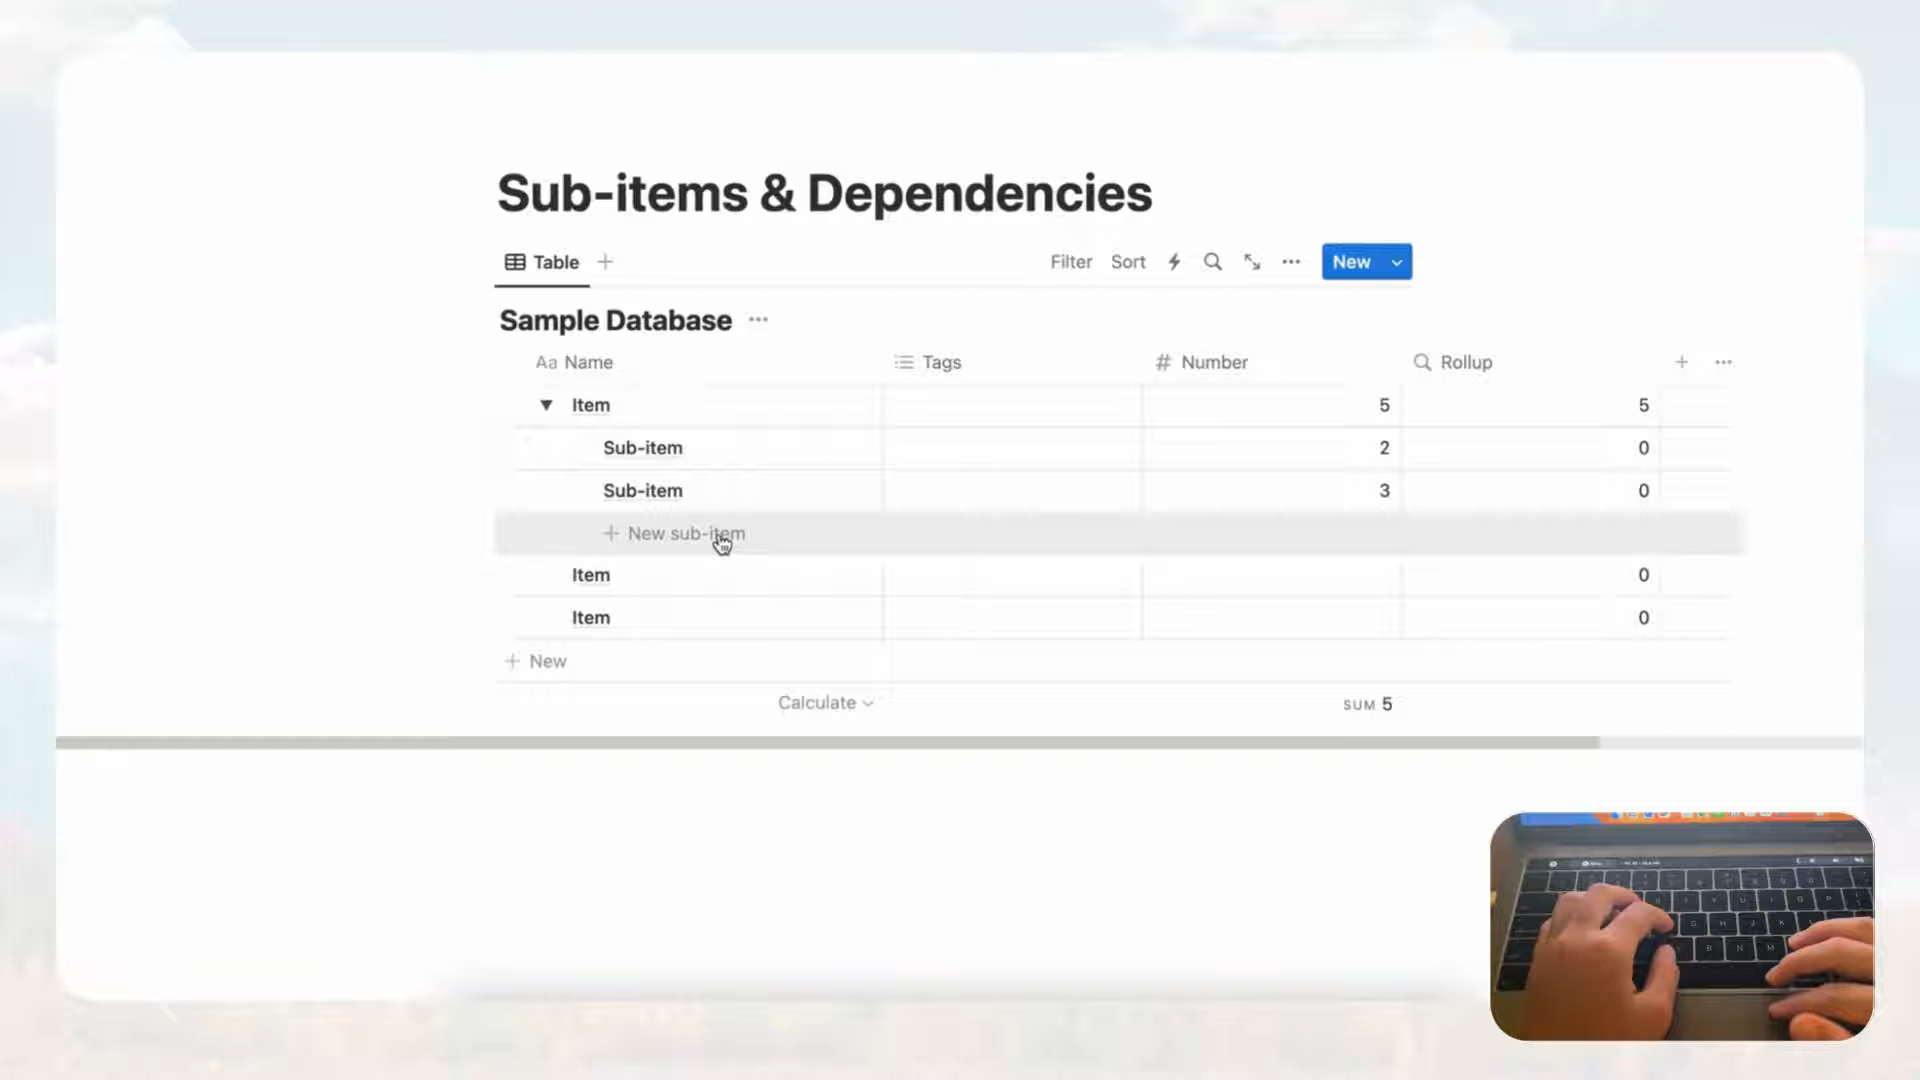 Sub-items & Dependencies
Table
Filter Sort New
Sample Database
Aa Name Tags # Number Rollup
Item 5 5
Sub-item 2 0
Sub-item 3 0
+ New sub-item
Item 0
Item 0
+ New
Calculate SUM 5